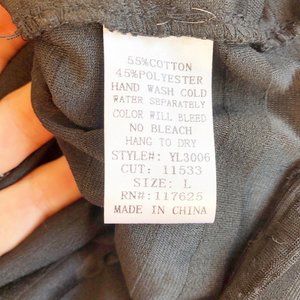 55%COTTON
45%POLYESTER
HAND WASH COLD
WATER SEPARATELY
COLOR WILL BLEED
NO BLEACH
HANG TO DRY
STYLE#: YL3006
CUT: 11533
SIZE: L
RN#:117625
MADE IN CHINA